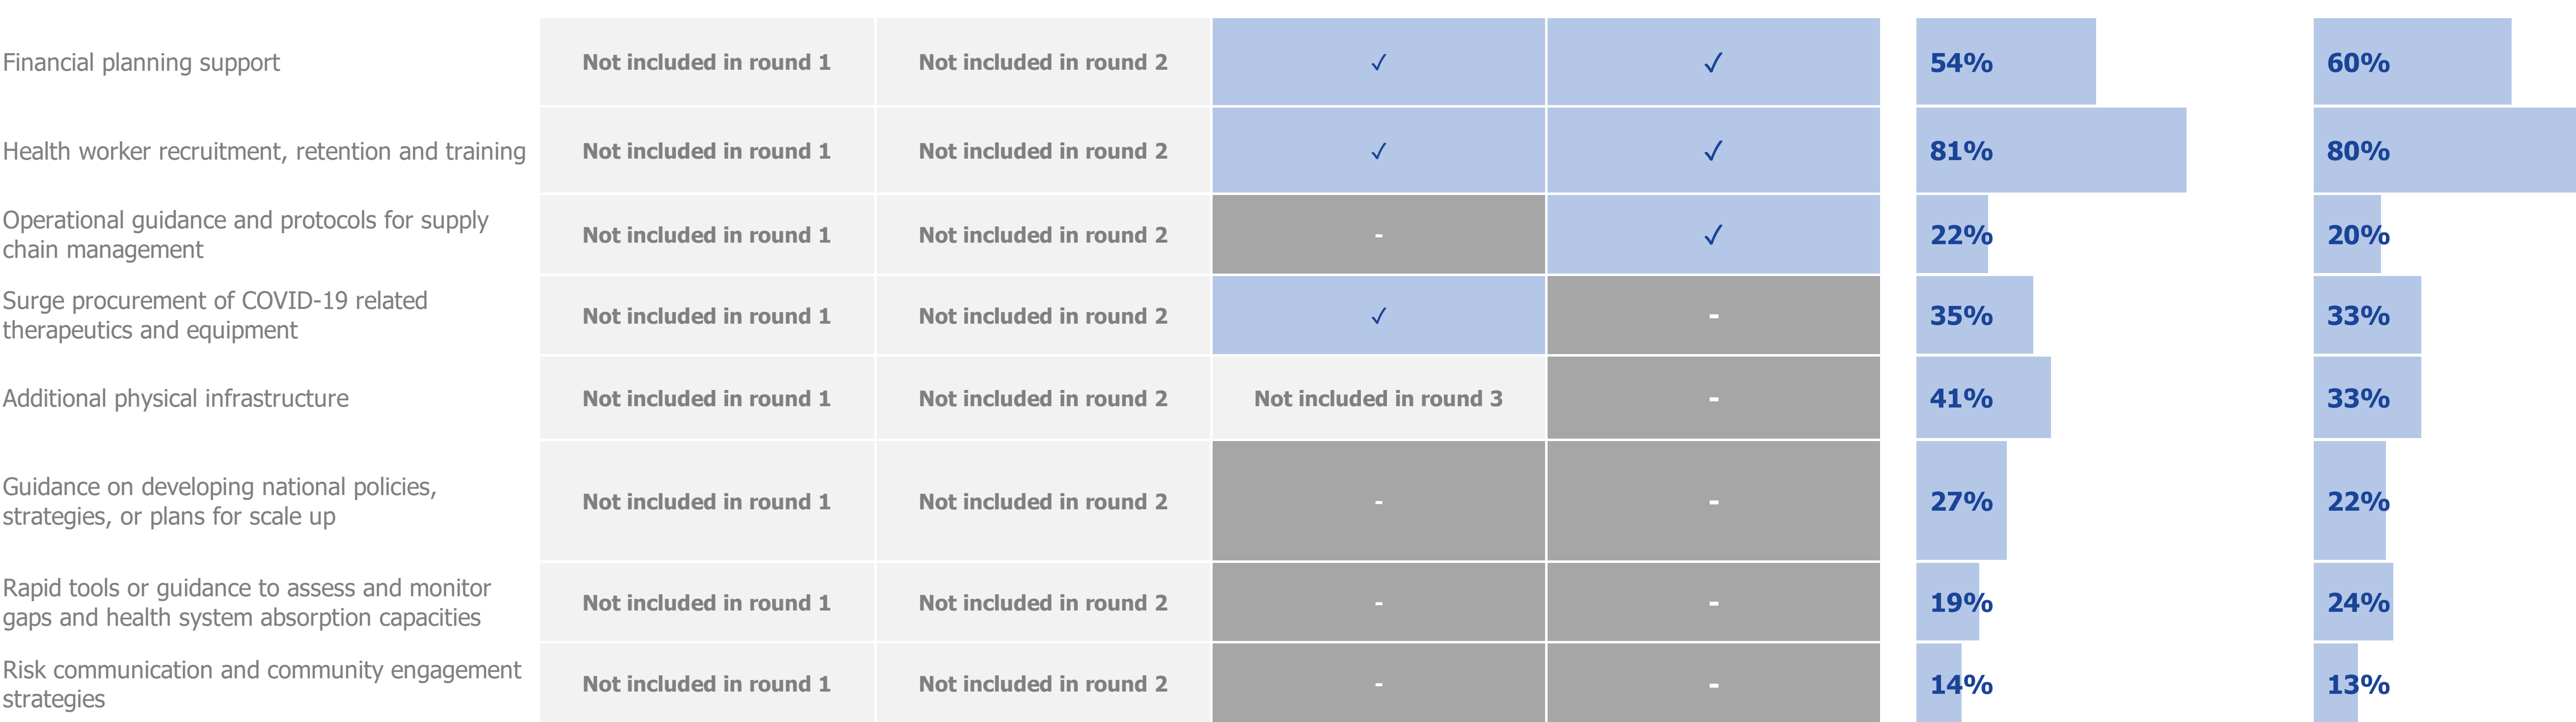 Financial planning support
Not included in round 1
Not included in round 2
✓
✓
54%
60%
Health worker recruitment, retention and training
Not included in round 1
Not included in round 2
✓
✓
81%
80%
Operational guidance and protocols for supply
chain management
Not included in round 1
Not included in round 2
-
✓
22%
20%
Surge procurement of COVID-19 related
therapeutics and equipment
Not included in round 1
Not included in round 2
✓
-
35%
33%
Additional physical infrastructure
Not included in round 1
Not included in round 2
Not included in round 3
-
41%
33%
Guidance on developing national policies,
strategies, or plans for scale up
Not included in round 1
Not included in round 2
-
-
27%
22%
Rapid tools or guidance to assess and monitor
gaps and health system absorption capacities
Not included in round 1
Not included in round 2
-
-
19%
24%
Risk communication and community engagement
strategies
Not included in round 1
Not included in round 2
-
-
14%
13%